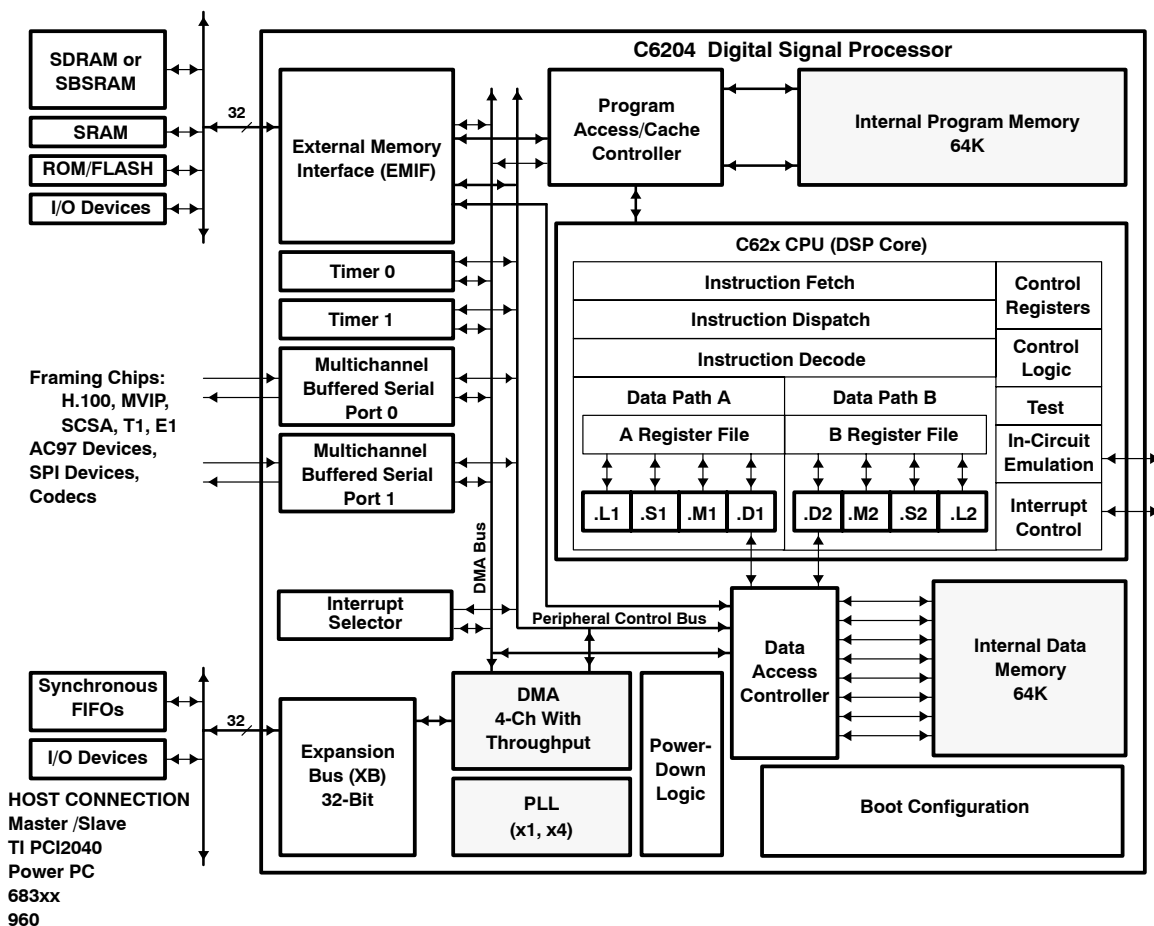 C6204 Digital Signal Processor
SDRAM or
SBSRAM
SRAM
ROM/FLASH
I/O Devices
32
External Memory
Interface (EMIF)
Program
Access/Cache
Controller
Internal Program Memory
64K
Timer 0
Timer 1
Framing Chips:
H.100, MVIP,
SCSA, T1, E1
AC97 Devices,
SPI Devices,
Codecs
Multichannel
Buffered Serial
Port 0
Multichannel
Buffered Serial
Port 1
C62x CPU (DSP Core)
Instruction Fetch
Instruction Dispatch
Instruction Decode
Control
Registers
Control
Logic
Test
In-Circuit
Emulation
Interrupt
Control
Data Path A
A Register File
.L1 .S1 .M1 .D1
Data Path B
B Register File
.D2 .M2 .S2 .L2
DMA Bus
Interrupt
Selector
Peripheral Control Bus
Data
Access
Controller
Internal Data
Memory
64K
Synchronous
FIFOs
I/O Devices
32
HOST CONNECTION
Master /Slave
TI PCI2040
Power PC
683xx
960
Expansion
Bus (XB)
32-Bit
DMA
4-Ch With
Throughput
PLL
(x1, x4)
Power-
Down
Logic
Boot Configuration